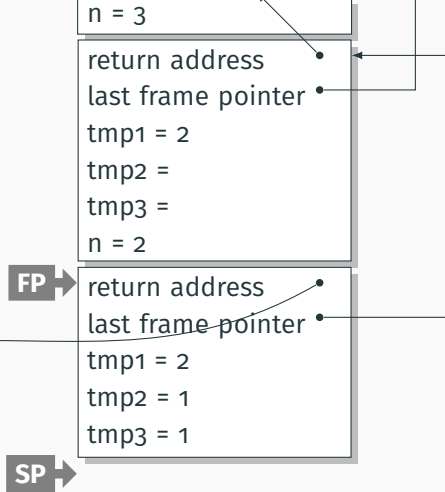 n = 3
return address
last frame pointer
tmp1 = 2
tmp2 =
tmp3 =
n = 2
FP
return address
last frame pointer
tmp1 = 2
tmp2 = 1
tmp3 = 1
SP